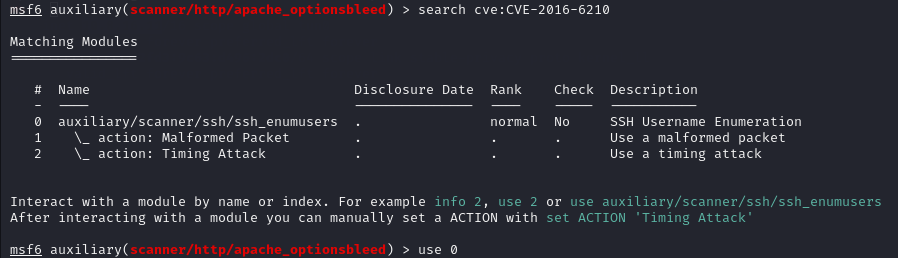 msf6 auxiliary(scanner/http/apache_optionsbleed) > search cve:CVE-2016-6210
Matching Modules
================
#  Name                                 Disclosure Date  Rank    Check  Description
-  ----                                 ---------------  ----    -----  -----------
0  auxiliary/scanner/ssh/ssh_enumusers  .                normal  No     SSH Username Enumeration
1    \_ action: Malformed Packet        .                .       .      Use a malformed packet
2    \_ action: Timing Attack           .                .       .      Use a timing attack
Interact with a module by name or index. For example info 2, use 2 or use auxiliary/scanner/ssh/ssh_enumusers
After interacting with a module you can manually set a ACTION with set ACTION 'Timing Attack'
msf6 auxiliary(scanner/http/apache_optionsbleed) > use 0